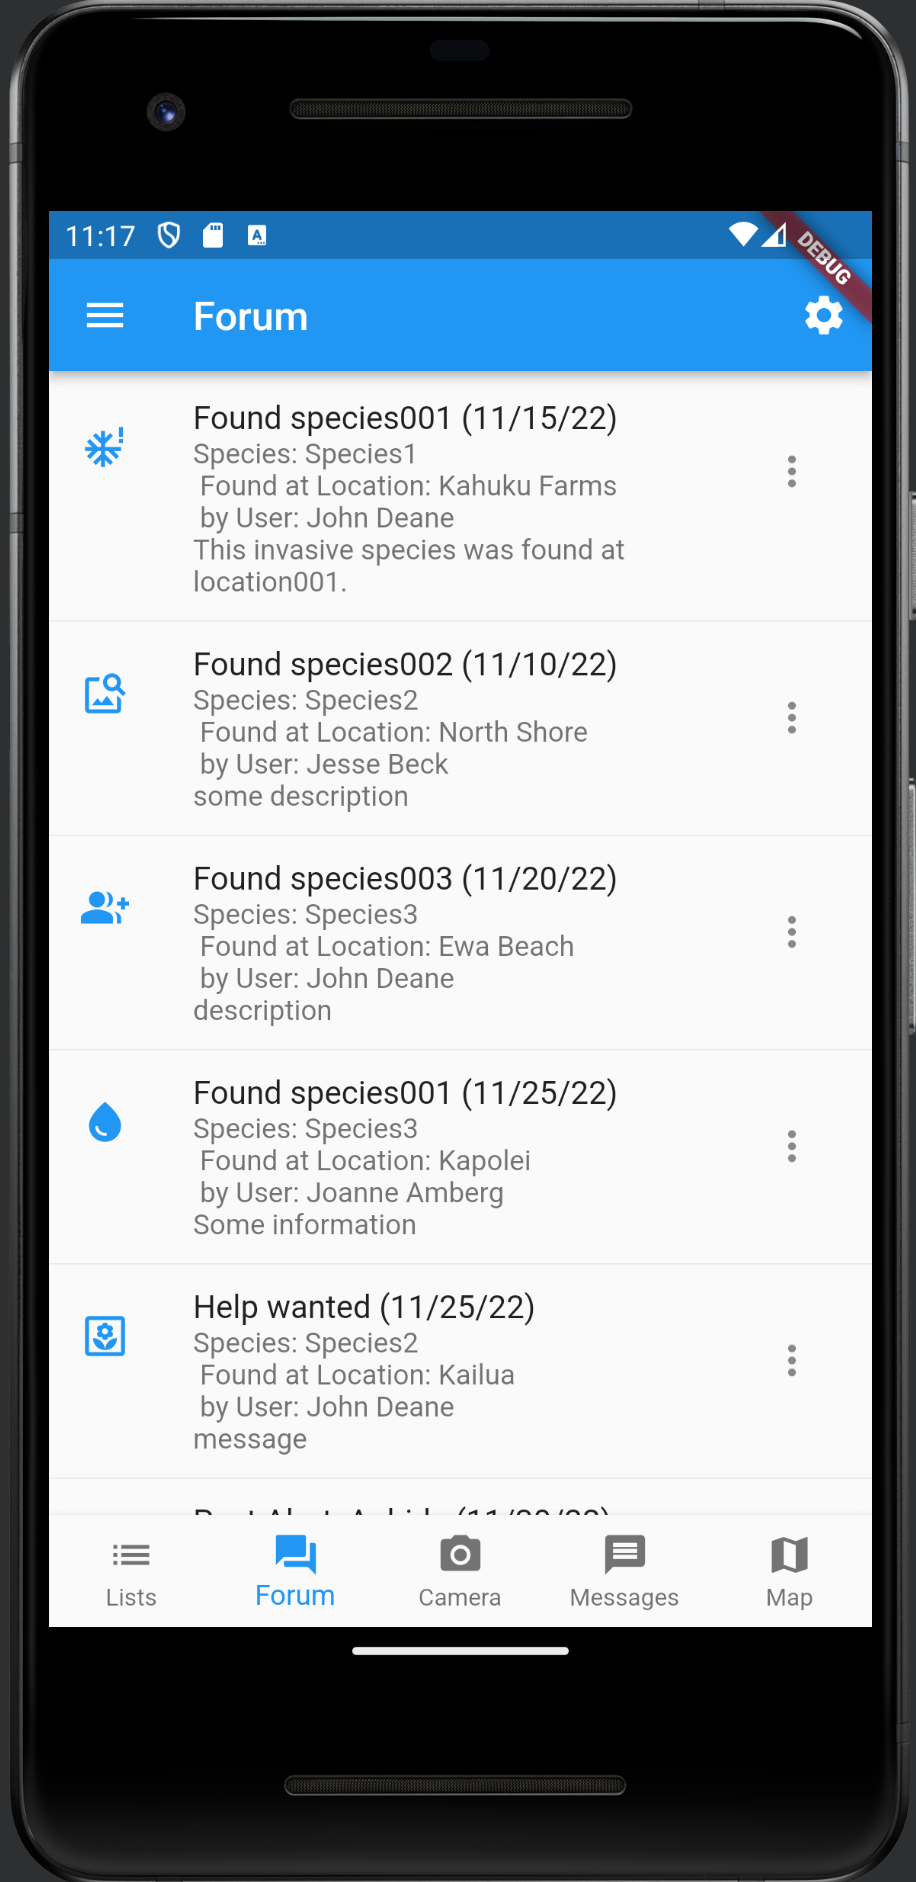 11:17
DEBUG
Forum
Found species001 (11/15/22)
Species: Species1
Found at Location: Kahuku Farms
by User: John Deane
This invasive species was found at
location001.
Found species002 (11/10/22)
Species: Species2
Found at Location: North Shore
by User: Jesse Beck
some description
Found species003 (11/20/22)
Species: Species3
Found at Location: Ewa Beach
by User: John Deane
description
Found species001 (11/25/22)
Species: Species3
Found at Location: Kapolei
by User: Joanne Amberg
Some information
Help wanted (11/25/22)
Species: Species2
Found at Location: Kailua
by User: John Deane
message
Lists
Forum
Camera
Messages
Map